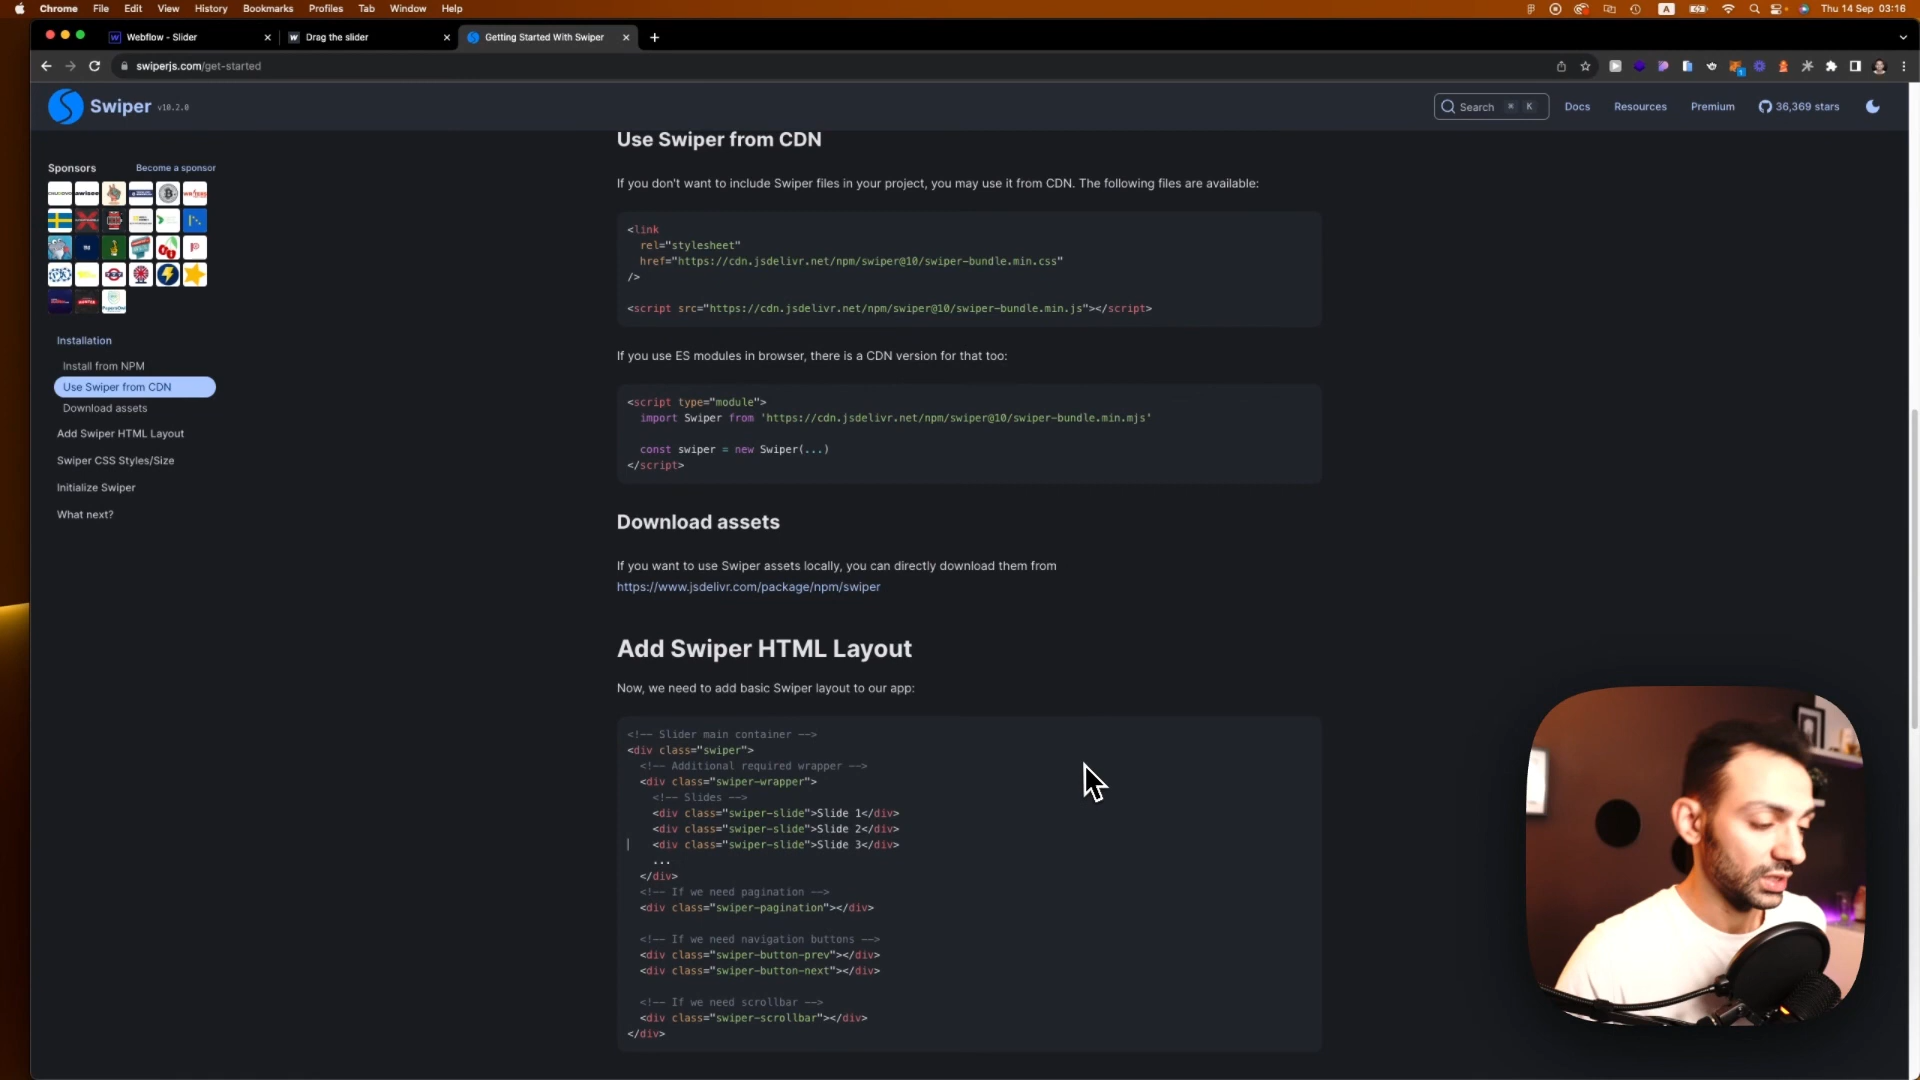 Chrome File Edit View History Bookmarks Profiles Tab Window Help
A
Thu 14 Sep 03:16
Webflow - Slider
Drag the slider
Getting Started With Swiper
swiperjs.com/get-started
Swiper v10.2.0
Search ⌘ K
Docs
Resources
Premium
36,369 stars
Sponsors
Become a sponsor
Installation
Install from NPM
Use Swiper from CDN
Download assets
Add Swiper HTML Layout
Swiper CSS Styles/Size
Initialize Swiper
What next?
Use Swiper from CDN
If you don't want to include Swiper files in your project, you may use it from CDN. The following files are available:
<link
rel="stylesheet"
href="https://cdn.jsdelivr.net/npm/swiper@10/swiper-bundle.min.css"
/>
<script src="https://cdn.jsdelivr.net/npm/swiper@10/swiper-bundle.min.js"></script>
If you use ES modules in browser, there is a CDN version for that too:
<script type="module">
import Swiper from 'https://cdn.jsdelivr.net/npm/swiper@10/swiper-bundle.min.mjs'
const swiper = new Swiper(...)
</script>
Download assets
If you want to use Swiper assets locally, you can directly download them from
https://www.jsdelivr.com/package/npm/swiper
Add Swiper HTML Layout
Now, we need to add basic Swiper layout to our app:
<!-- Slider main container -->
<div class="swiper">
<!-- Additional required wrapper -->
<div class="swiper-wrapper">
<!-- Slides -->
<div class="swiper-slide">Slide 1</div>
<div class="swiper-slide">Slide 2</div>
<div class="swiper-slide">Slide 3</div>
...
</div>
<!-- If we need pagination -->
<div class="swiper-pagination"></div>
<!-- If we need navigation buttons -->
<div class="swiper-button-prev"></div>
<div class="swiper-button-next"></div>
<!-- If we need scrollbar -->
<div class="swiper-scrollbar"></div>
</div>